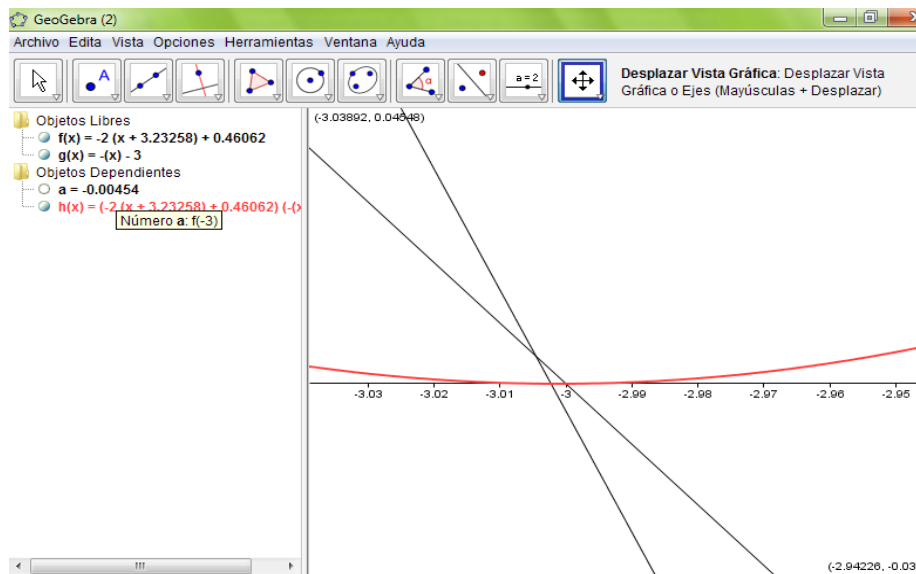 GeoGebra (2)
Archivo Edita Vista Opciones Herramientas Ventana Ayuda
A
α
a=2
Desplazar Vista Gráfica: Desplazar Vista
Gráfica o Ejes (Mayúsculas + Desplazar)
Objetos Libres
f(x) = -2 (x + 3.23258) + 0.46062
g(x) = -(x) - 3
Objetos Dependientes
a = -0.00454
h(x) = (-2 (x + 3.23258) + 0.46062) (-(x
Número a: f(-3)
(-3.03892, 0.04548)
-3.03 -3.02 -3.01 -3 -2.99 -2.98 -2.97 -2.96 -2.95
(-2.94226, -0.03